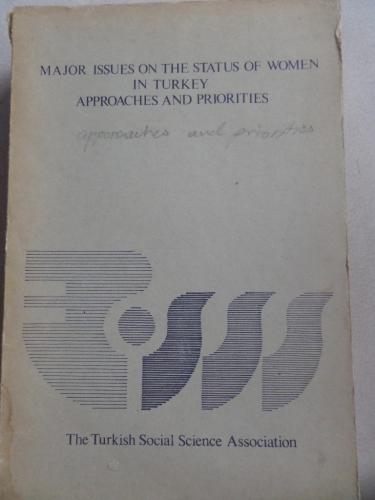 MAJOR ISSUES ON THE STATUS OF WOMEN
IN TURKEY
APPROACHES AND PRIORITIES
approaches and priorities
The Turkish Social Science Association